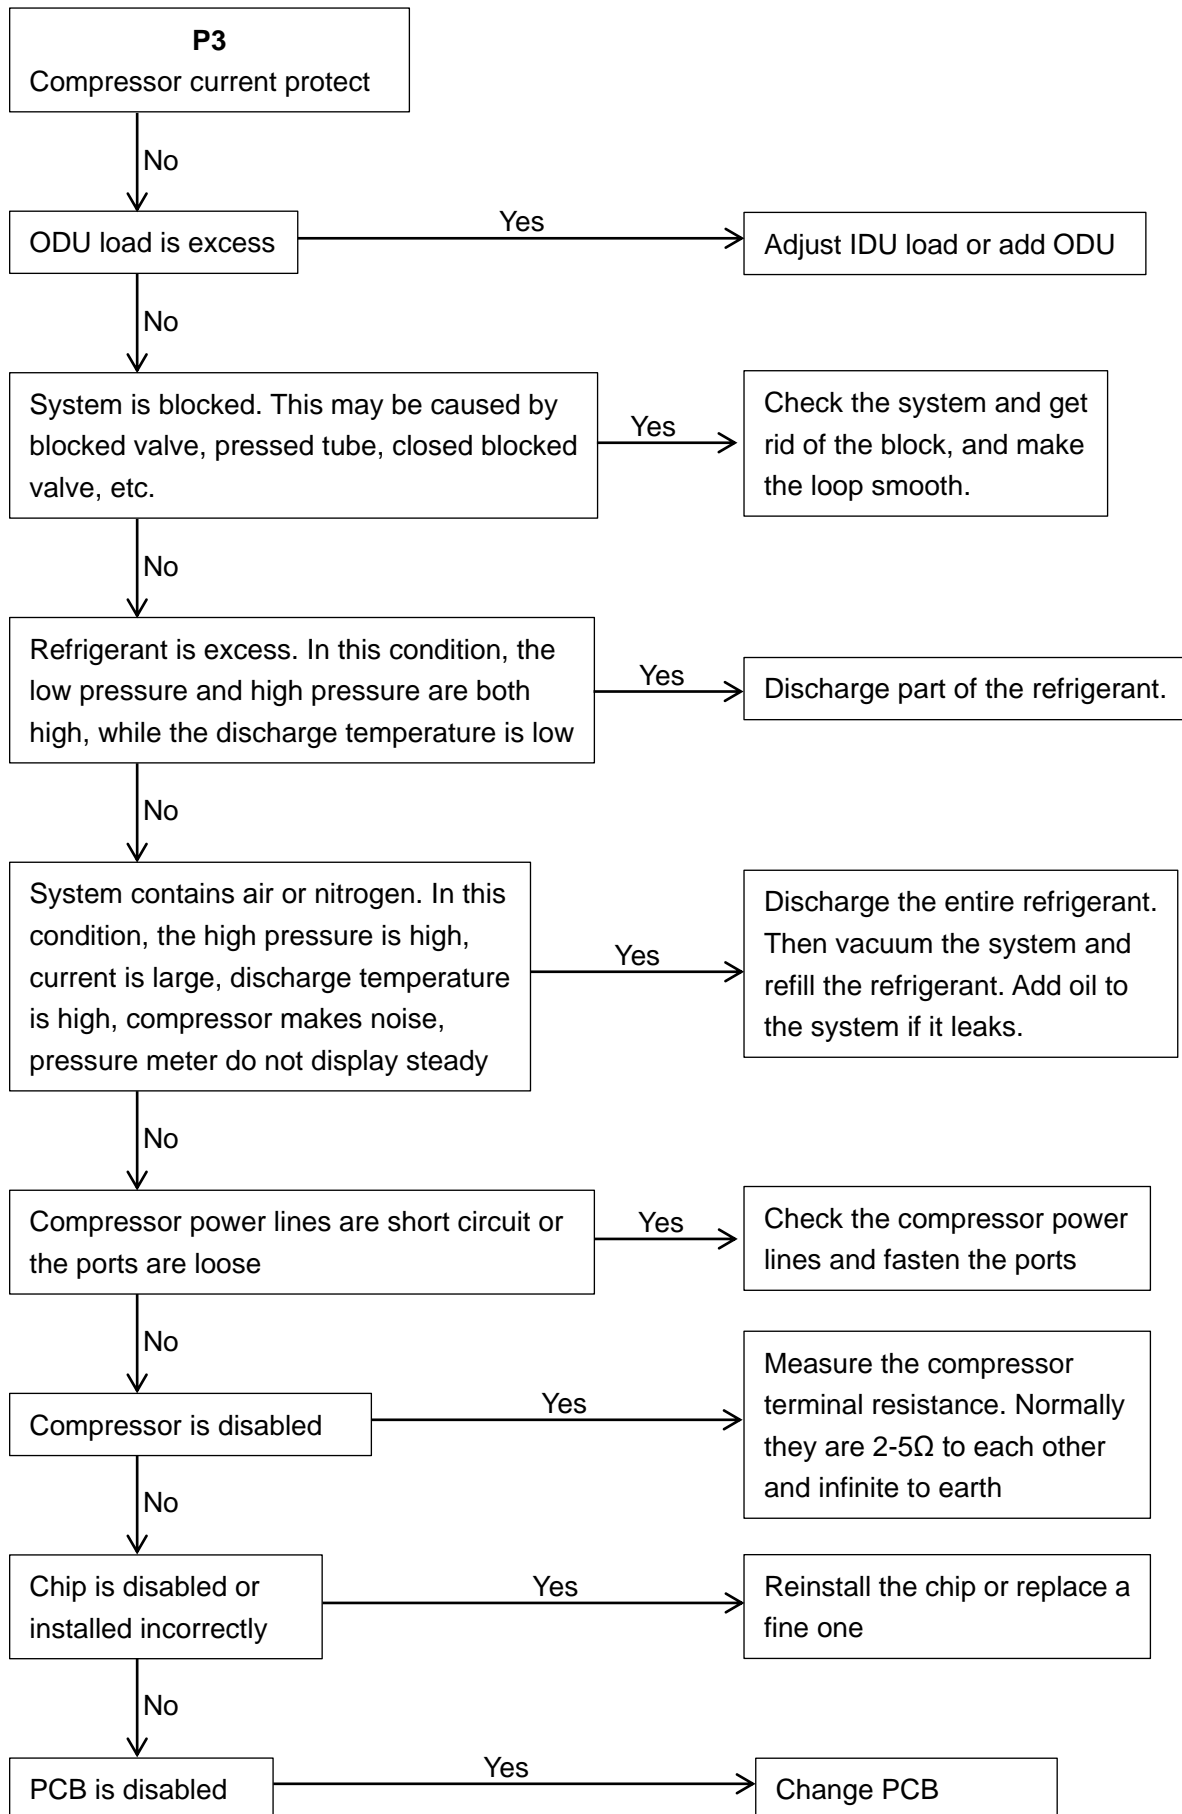 P3
Compressor current protect
No
ODU load is excess
Yes
Adjust IDU load or add ODU
No
System is blocked. This may be caused by
blocked valve, pressed tube, closed blocked
valve, etc.
Yes
Check the system and get
rid of the block, and make
the loop smooth.
No
Refrigerant is excess. In this condition, the
low pressure and high pressure are both
high, while the discharge temperature is low
Yes
Discharge part of the refrigerant.
No
System contains air or nitrogen. In this
condition, the high pressure is high,
current is large, discharge temperature
is high, compressor makes noise,
pressure meter do not display steady
Yes
Discharge the entire refrigerant.
Then vacuum the system and
refill the refrigerant. Add oil to
the system if it leaks.
No
Compressor power lines are short circuit or
the ports are loose
Yes
Check the compressor power
lines and fasten the ports
No
Compressor is disabled
Yes
Measure the compressor
terminal resistance. Normally
they are 2-5Ω to each other
and infinite to earth
No
Chip is disabled or
installed incorrectly
Yes
Reinstall the chip or replace a
fine one
No
PCB is disabled
Yes
Change PCB